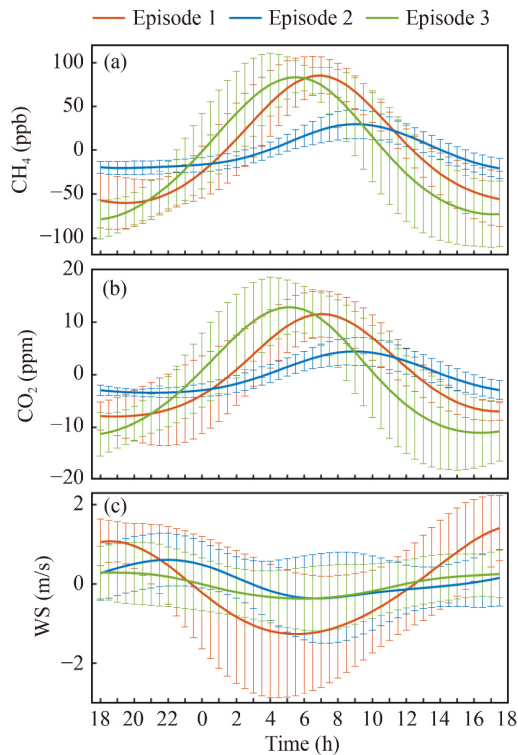 Episode 1 Episode 2 Episode 3
(a)
CH₄ (ppb)
100
50
0
−50
−100
(b)
CO₂ (ppm)
20
10
0
−10
−20
(c)
WS (m/s)
2
0
−2
18 20 22 0 2 4 6 8 10 12 14 16 18
Time (h)